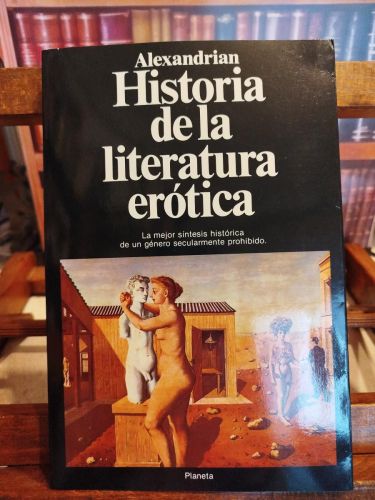 Alexandrian
Historia
de la
literatura
erótica
La mejor síntesis histórica
de un género secularmente prohibido.
Planeta